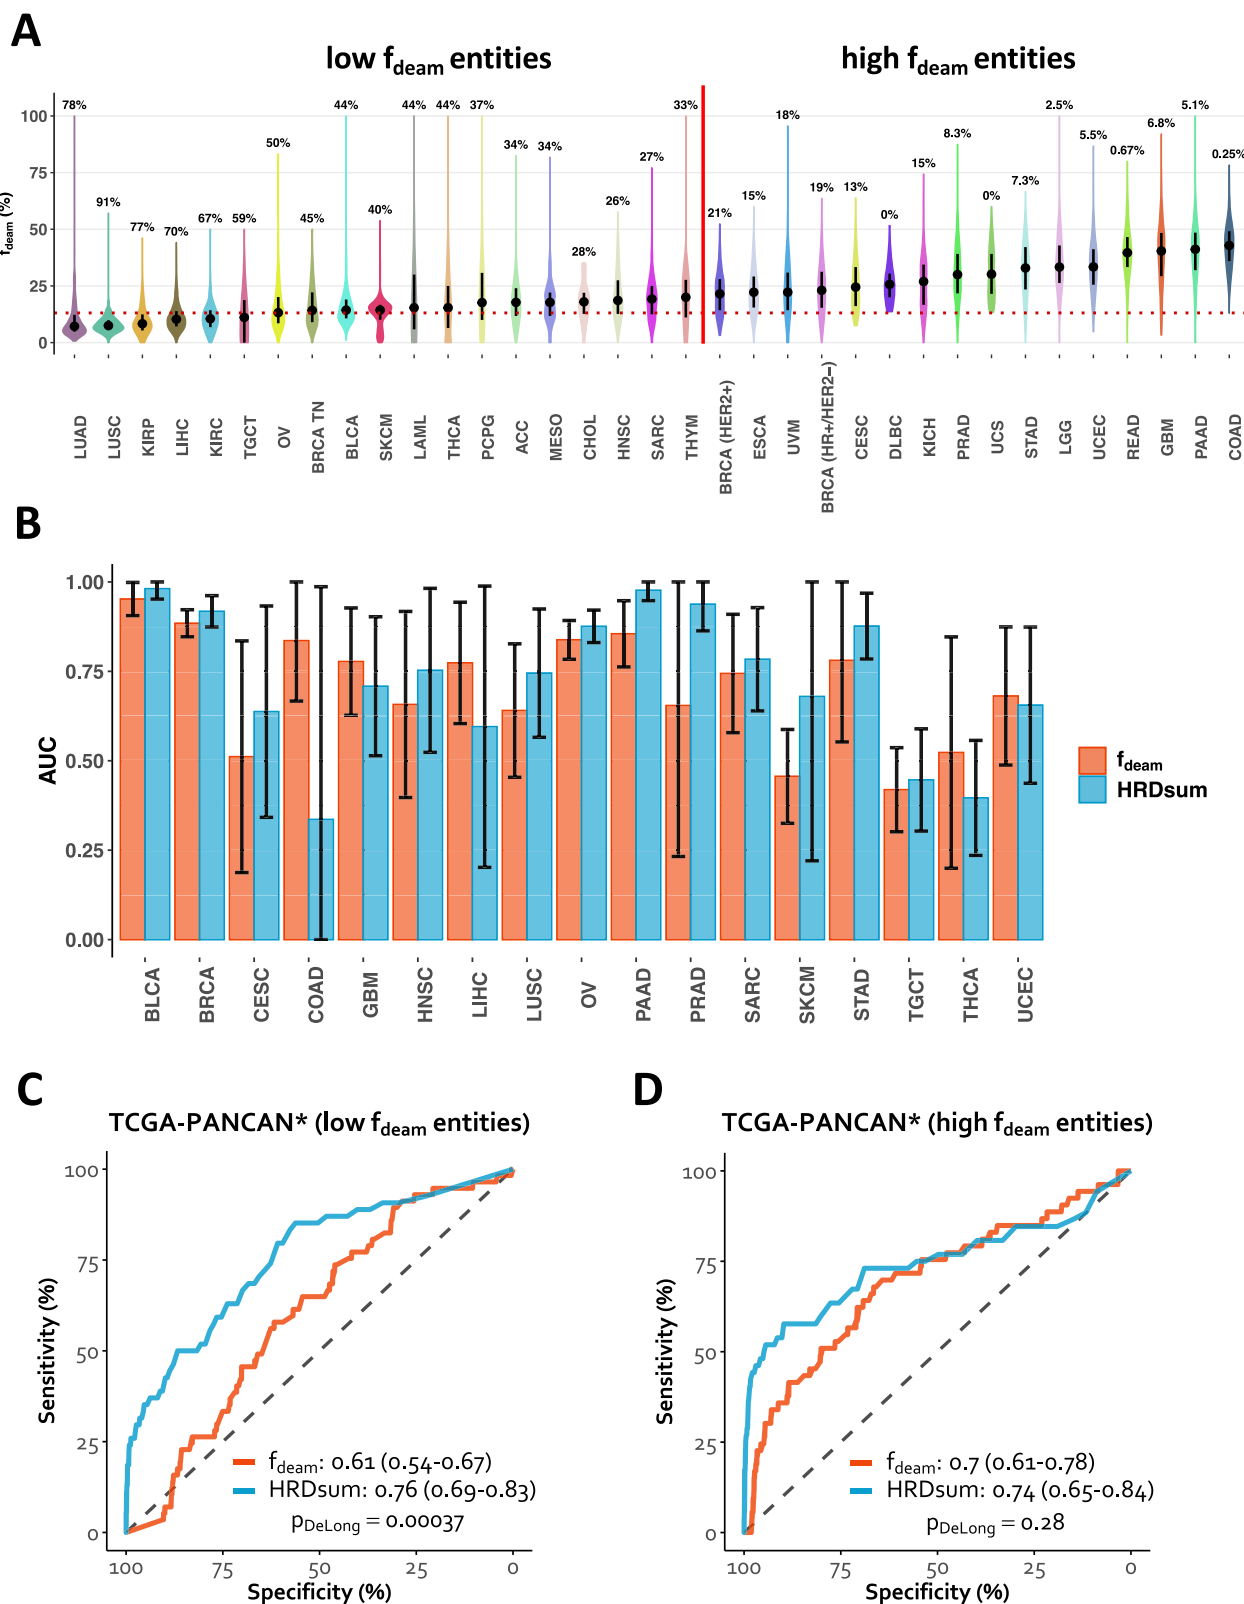 A
low fdeam entities
high fdeam entities
fdeam (%)
100
75
50
25
0
78%
91%
77%
70%
67%
59%
50%
45%
44%
40%
44%
44%
37%
34%
34%
28%
26%
27%
33%
21%
15%
18%
19%
13%
0%
15%
8.3%
0%
7.3%
2.5%
5.5%
0.67%
6.8%
5.1%
0.25%
LUAD
LUSC
KIRP
LIHC
KIRC
TGCT
OV
BRCA TN
BLCA
SKCM
LAML
THCA
PCPG
ACC
MESO
CHOL
HNSC
SARC
THYM
BRCA (HER2+)
ESCA
UVM
BRCA (HR+/HER2−)
CESC
DLBC
KICH
PRAD
UCS
STAD
LGG
UCEC
READ
GBM
PAAD
COAD
B
AUC
1.00
0.75
0.50
0.25
0.00
BLCA
BRCA
CESC
COAD
GBM
HNSC
LIHC
LUSC
OV
PAAD
PRAD
SARC
SKCM
STAD
TGCT
THCA
UCEC
fdeam
HRDsum
C
TCGA-PANCAN* (low fdeam entities)
Sensitivity (%)
100
75
50
25
0
fdeam: 0.61 (0.54-0.67)
HRDsum: 0.76 (0.69-0.83)
pDeLong = 0.00037
100
75
50
25
0
Specificity (%)
D
TCGA-PANCAN* (high fdeam entities)
Sensitivity (%)
100
75
50
25
0
fdeam: 0.7 (0.61-0.78)
HRDsum: 0.74 (0.65-0.84)
pDeLong = 0.28
100
75
50
25
0
Specificity (%)